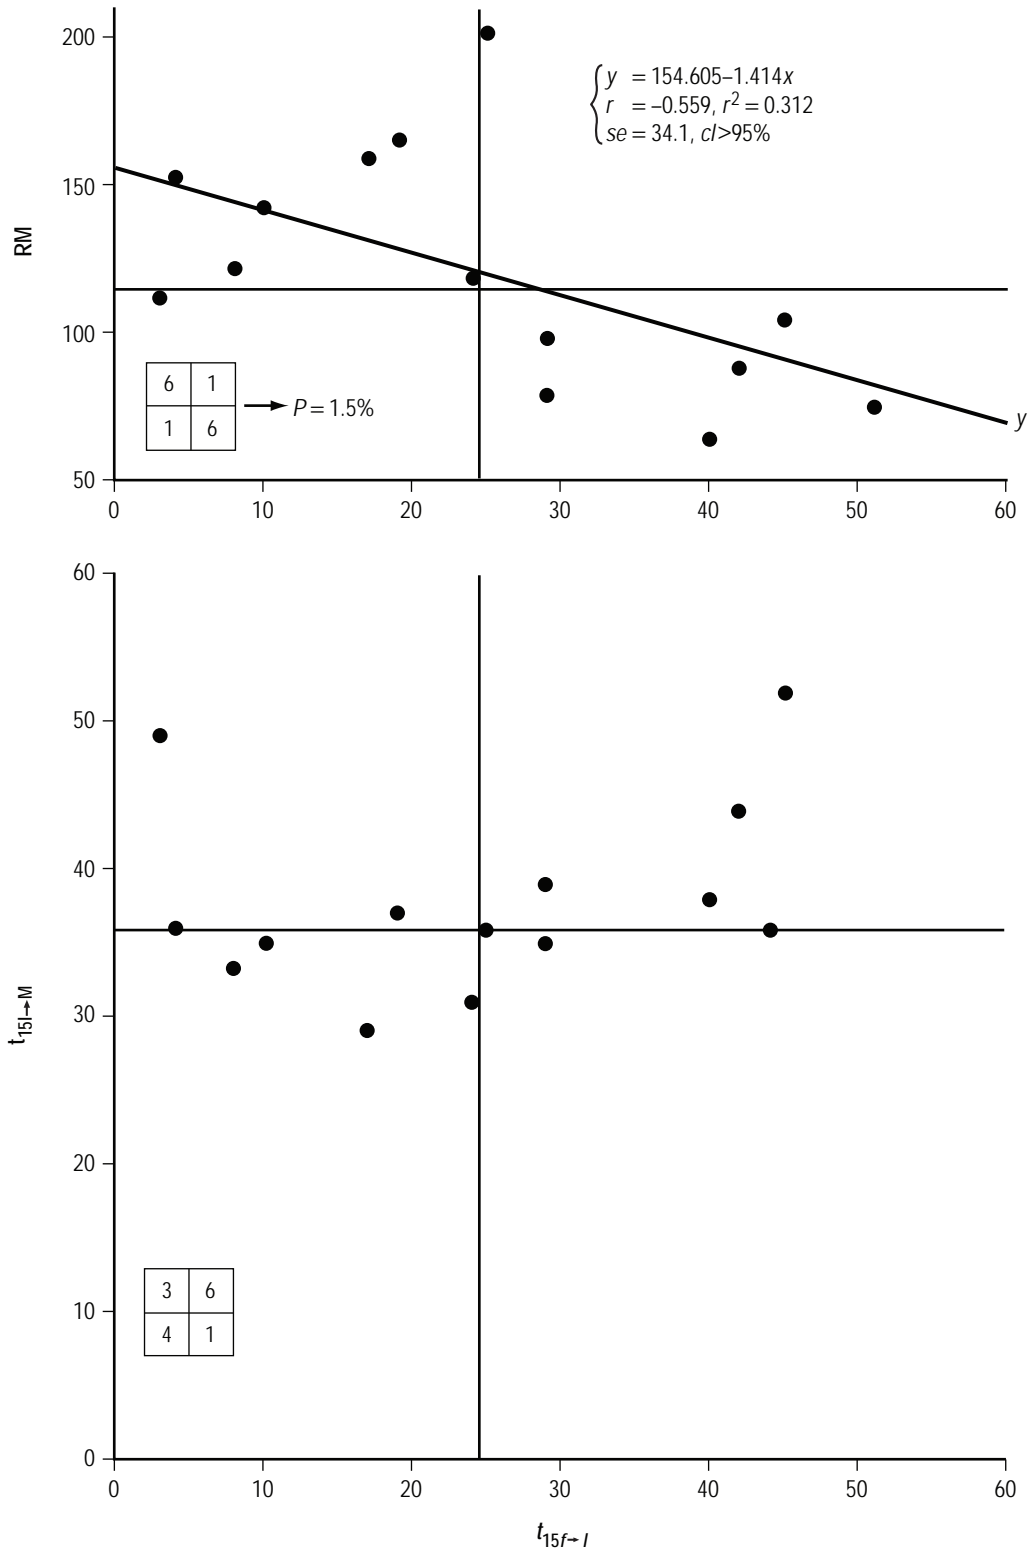 200
150
100
50
RM
y = 154.605–1.414x
r = –0.559, r² = 0.312
se = 34.1, cl>95%
6 1
1 6
P = 1.5%
y
0 10 20 30 40 50 60
60
50
40
30
20
10
0
t15I→M
3 6
4 1
0 10 20 30 40 50 60
t15f→I